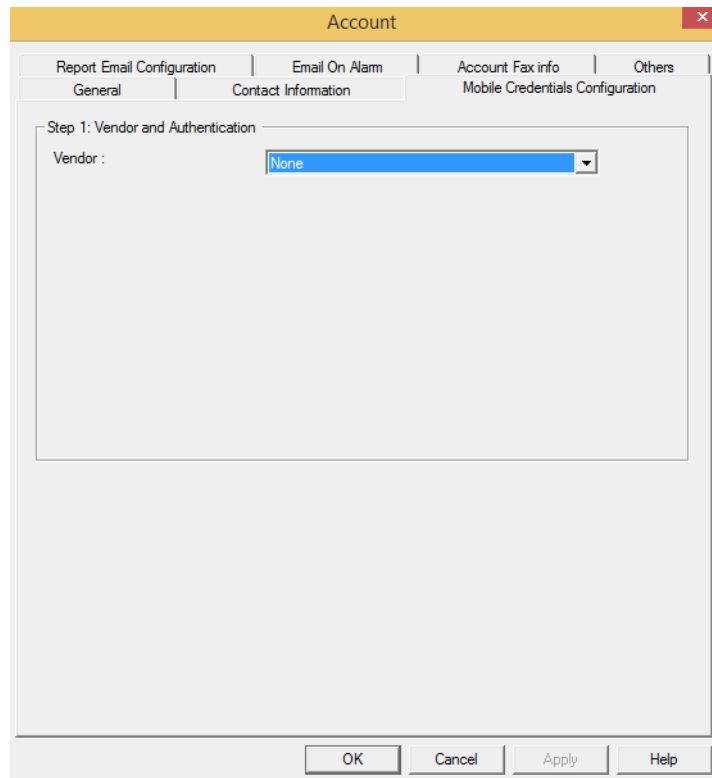 Account
Report Email Configuration Email On Alarm Account Fax info Others
General Contact Information Mobile Credentials Configuration
Step 1: Vendor and Authentication
Vendor : None
OK Cancel Apply Help